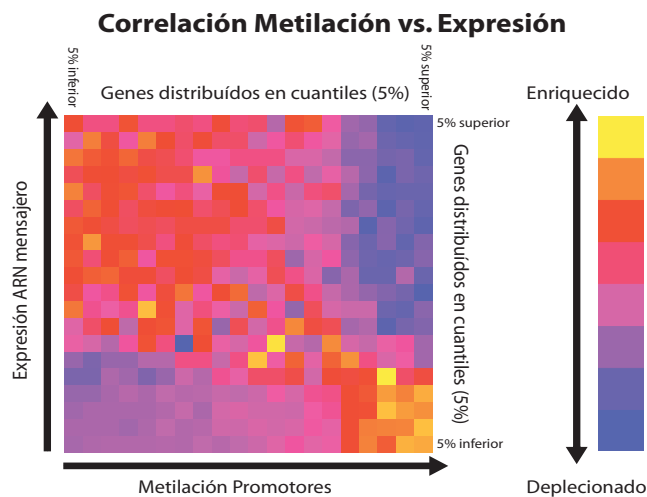 Correlación Metilación vs. Expresión
5% inferior
Genes distribuídos en cuantiles (5%)
5% superior
Enriquecido
Expresión ARN mensajero
5% superior
Genes distribuídos en cuantiles (5%)
5% inferior
Metilación Promotores
Deplecionado